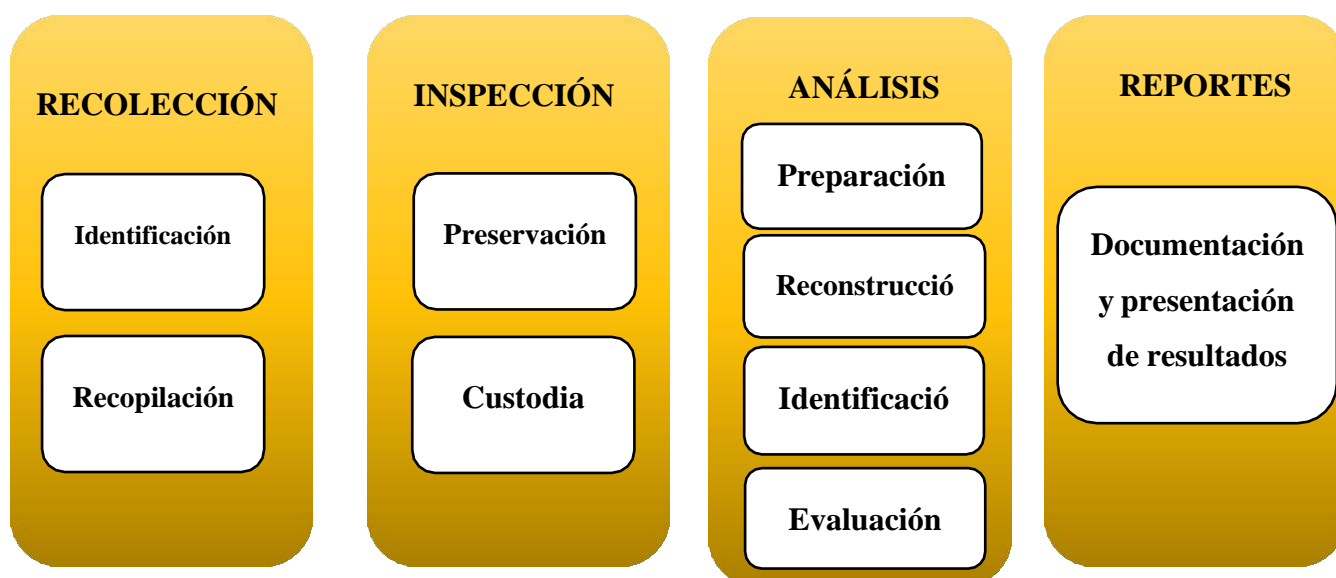 RECOLECCIÓN
Identificación
Recopilación
INSPECCIÓN
Preservación
Custodia
ANÁLISIS
Preparación
Reconstrucció
Identificació
Evaluación
REPORTES
Documentación
y presentación
de resultados